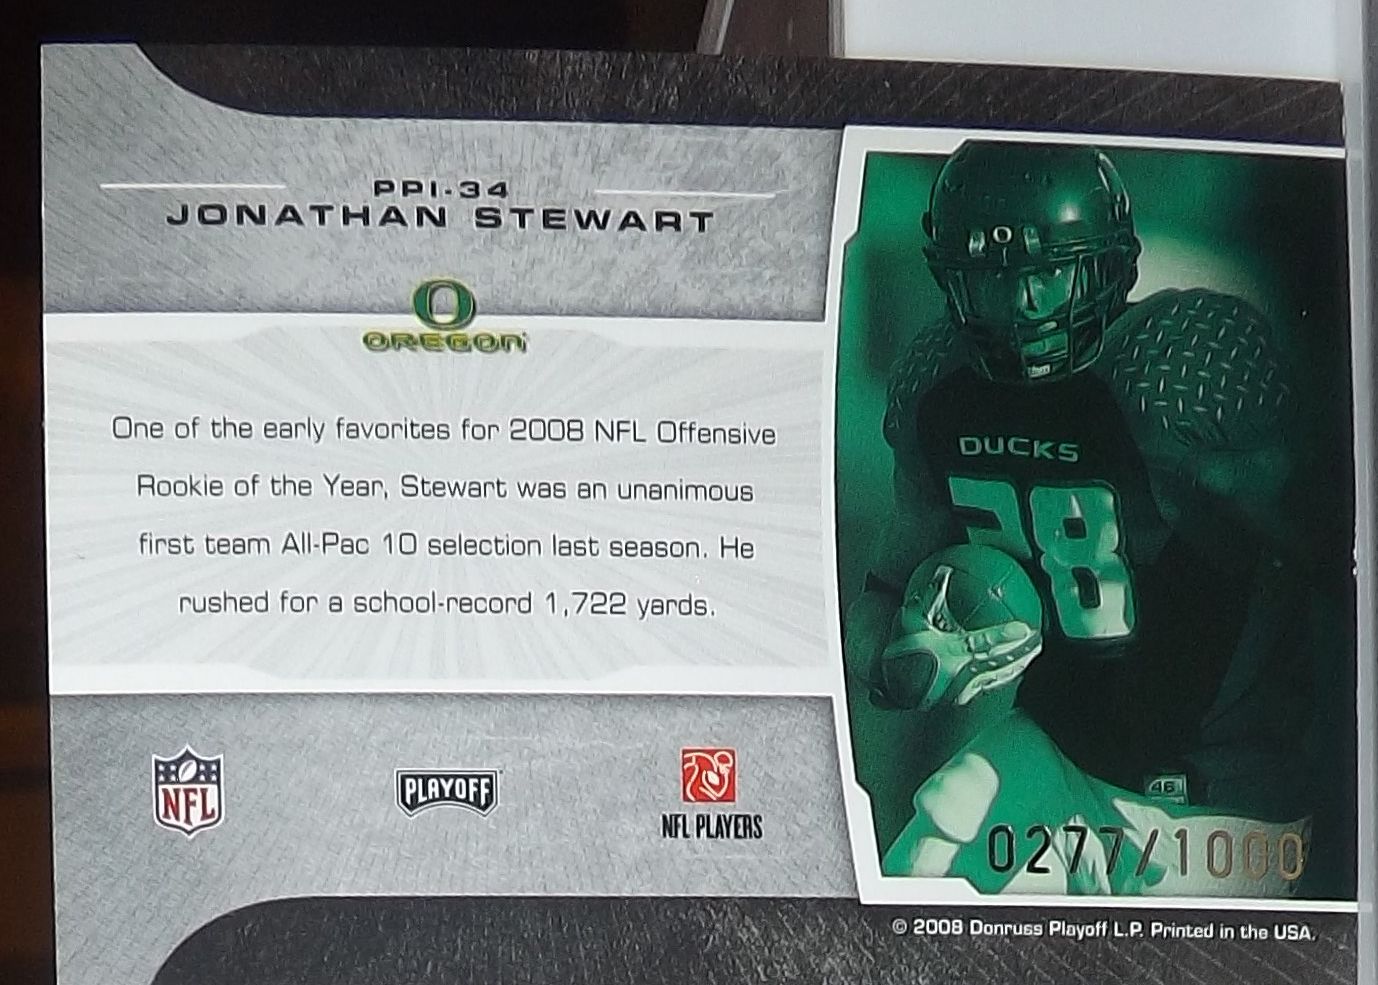 PPI-34
JONATHAN STEWART
O
OREGON
One of the early favorites for 2008 NFL Offensive
Rookie of the Year, Stewart was an unanimous
first team All-Pac 10 selection last season. He
rushed for a school-record 1,722 yards.
NFL
PLAYOFF
NFL PLAYERS
O
DUCKS
28
46
0277/1000
© 2008 Donruss Playoff L.P. Printed in the USA.